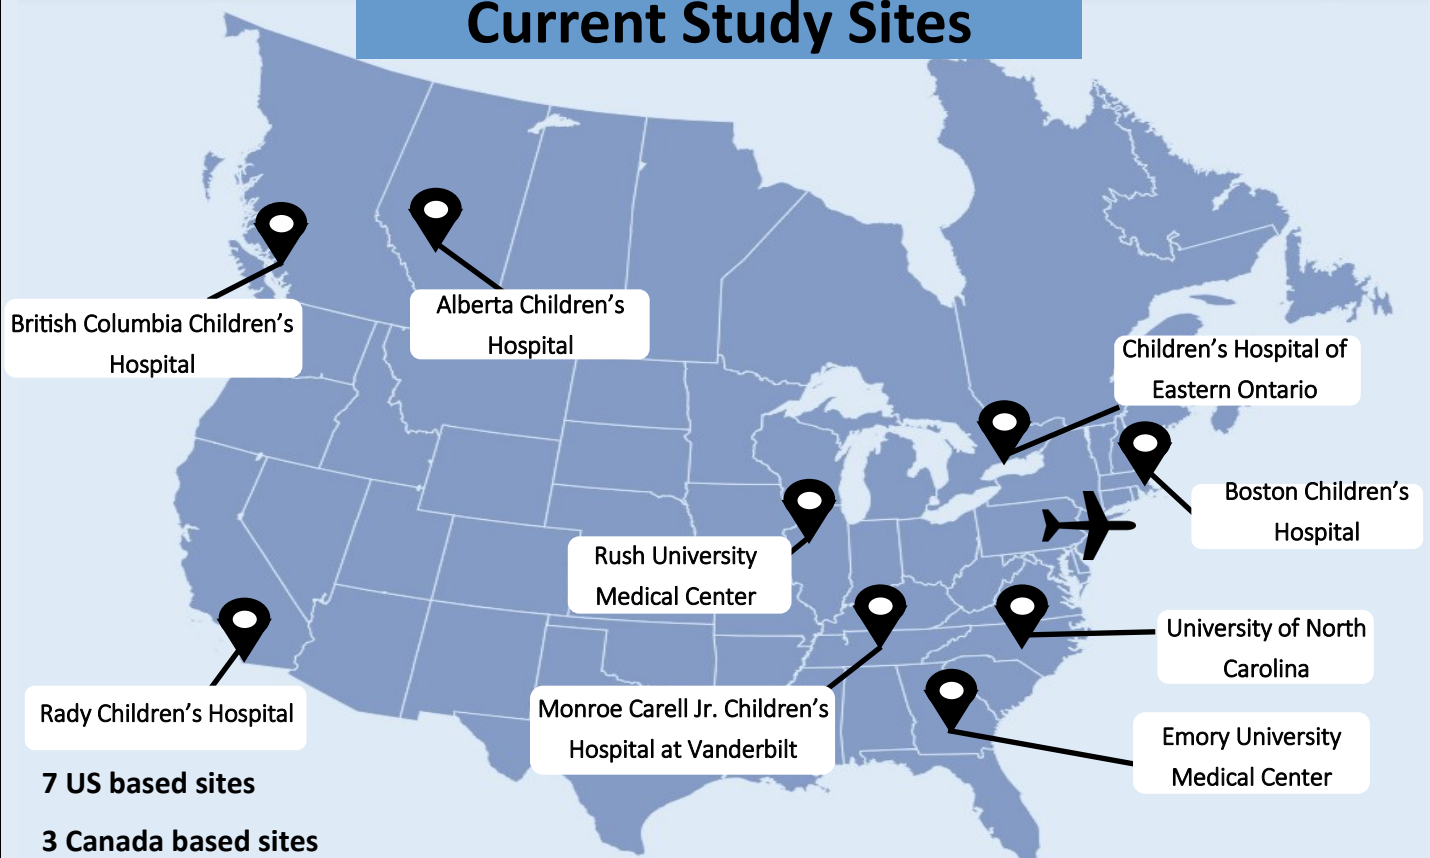 Current Study Sites
British Columbia Children’s
Hospital
Alberta Children’s
Hospital
Children’s Hospital of
Eastern Ontario
Boston Children’s
Hospital
Rush University
Medical Center
University of North
Carolina
Rady Children’s Hospital
Monroe Carell Jr. Children’s
Hospital at Vanderbilt
Emory University
Medical Center
7 US based sites
3 Canada based sites